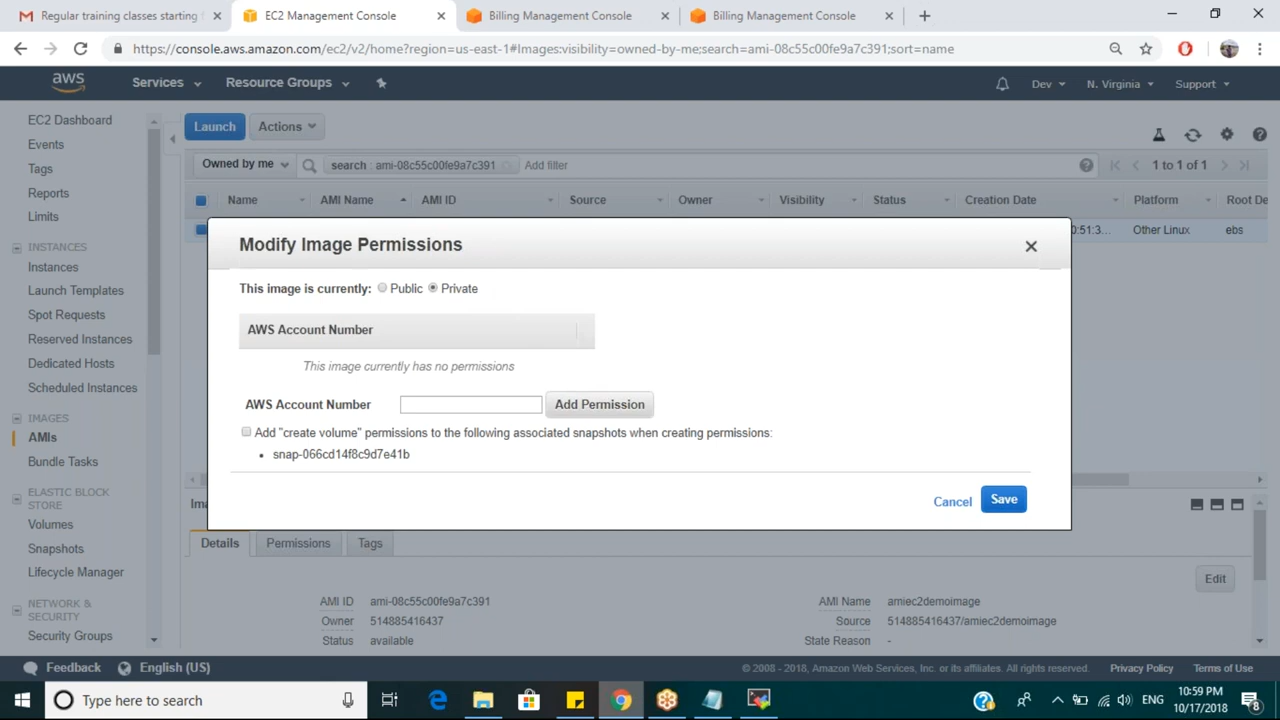 Regular training classes starting f
EC2 Management Console
Billing Management Console
Billing Management Console
https://console.aws.amazon.com/ec2/v2/home?region=us-east-1#Images:visibility=owned-by-me;search=ami-08c55c00fe9a7c391;sort=name
aws Services Resource Groups Dev N. Virginia Support
EC2 Dashboard
Events
Tags
Reports
Limits
INSTANCES
Instances
Launch Templates
Spot Requests
Reserved Instances
Dedicated Hosts
Scheduled Instances
IMAGES
AMIs
Bundle Tasks
ELASTIC BLOCK
STORE
Volumes
Snapshots
Lifecycle Manager
NETWORK &
SECURITY
Security Groups
Launch Actions
Owned by me search : ami-08c55c00fe9a7c391 Add filter 1 to 1 of 1
Name AMI Name AMI ID Source Owner Visibility Status Creation Date Platform Root De
0:51:3... Other Linux ebs
Modify Image Permissions
This image is currently: Public Private
AWS Account Number
This image currently has no permissions
AWS Account Number Add Permission
Add "create volume" permissions to the following associated snapshots when creating permissions:
• snap-066cd14f8c9d7e41b
Cancel Save
Ima
Details Permissions Tags
Edit
AMI ID ami-08c55c00fe9a7c391 AMI Name amiec2demoimage
Owner 514885416437 Source 514885416437/amiec2demoimage
Status available State Reason -
Feedback English (US) © 2008 - 2018, Amazon Web Services, Inc. or its affiliates. All rights reserved. Privacy Policy Terms of Use
Type here to search
ENG
10:59 PM
10/17/2018
8